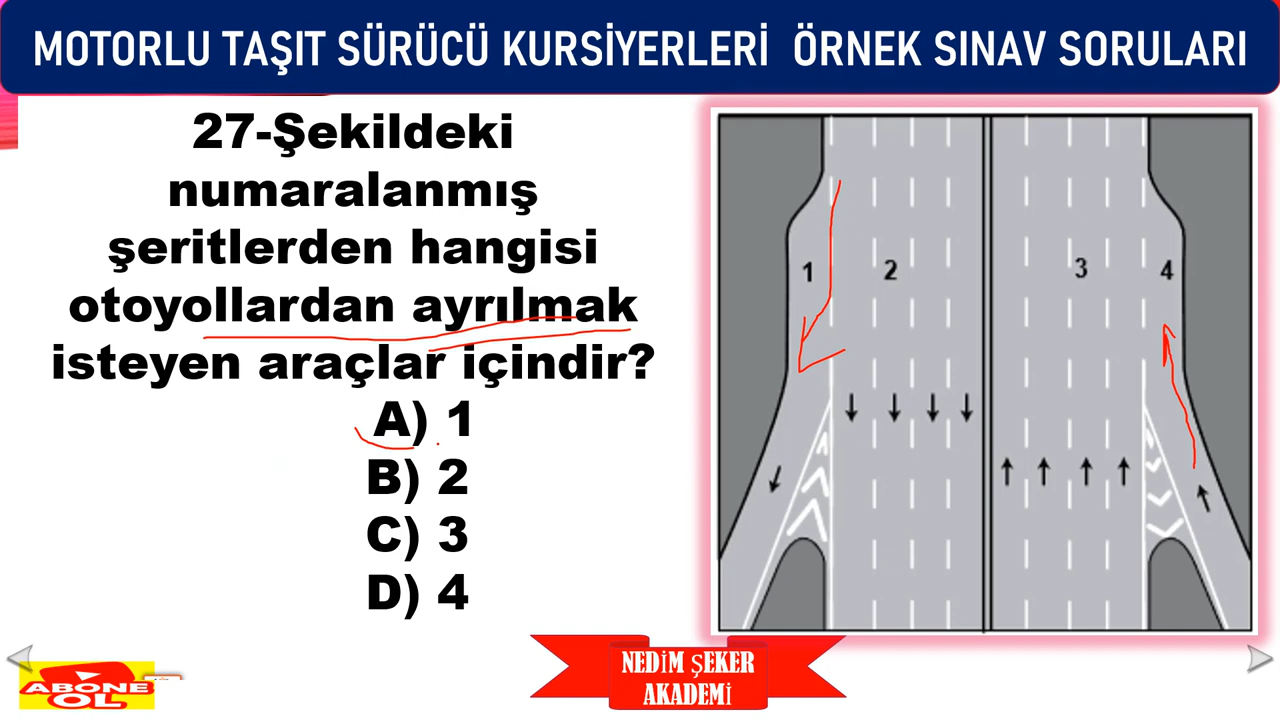 MOTORLU TAŞIT SÜRÜCÜ KURSİYERLERİ ÖRNEK SINAV SORULARI
27-Şekildeki
numaralanmış
şeritlerden hangisi
otoyollardan ayrılmak
isteyen araçlar içindir?
A) 1
B) 2
C) 3
D) 4
1
2
3
4
NEDİM ŞEKER
AKADEMİ
ABONE
OL